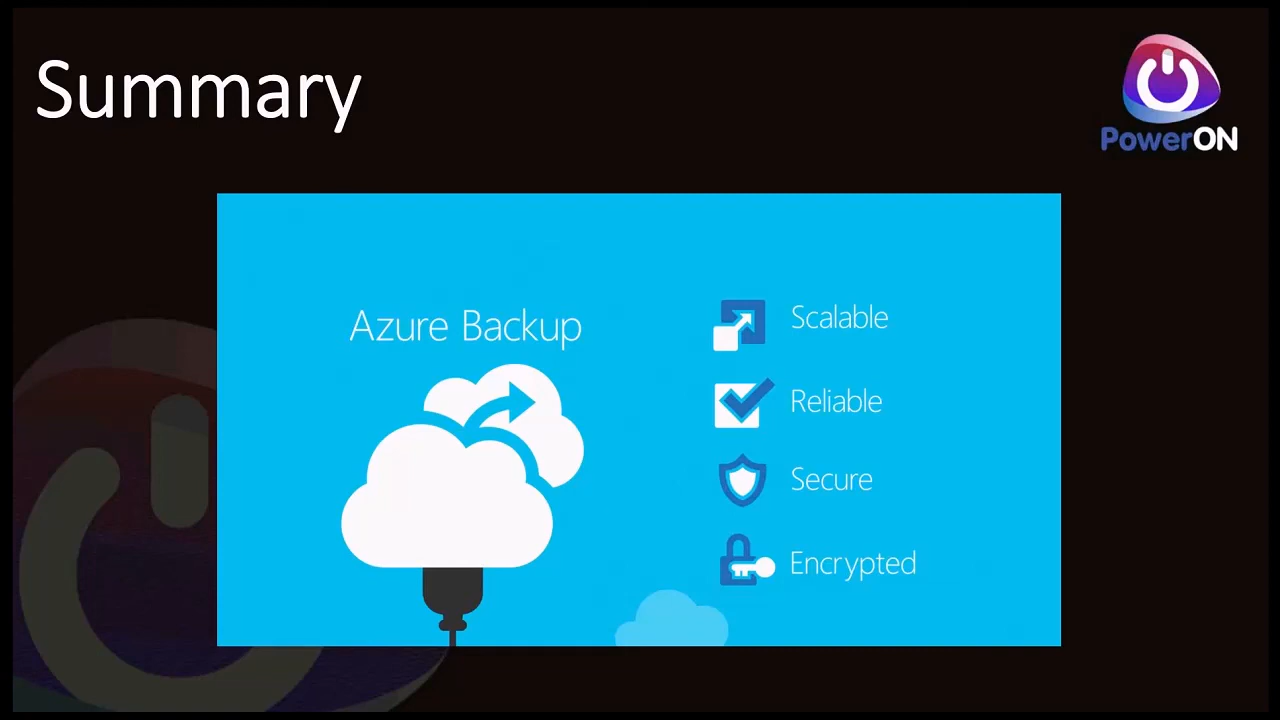 Summary
PowerON
Azure Backup
Scalable
Reliable
Secure
Encrypted